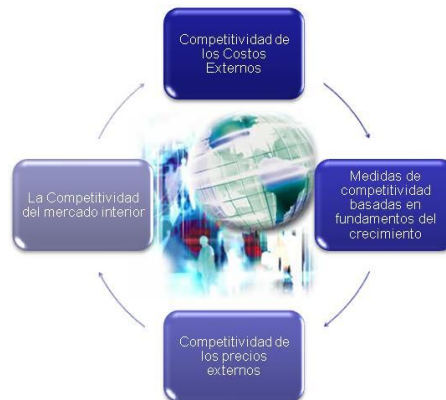 Competitividad de
los Costos
Externos
Medidas de
competitividad
basadas en
fundamentos del
crecimiento
Competitividad de
los precios
externos
La Competitividad
del mercado interior